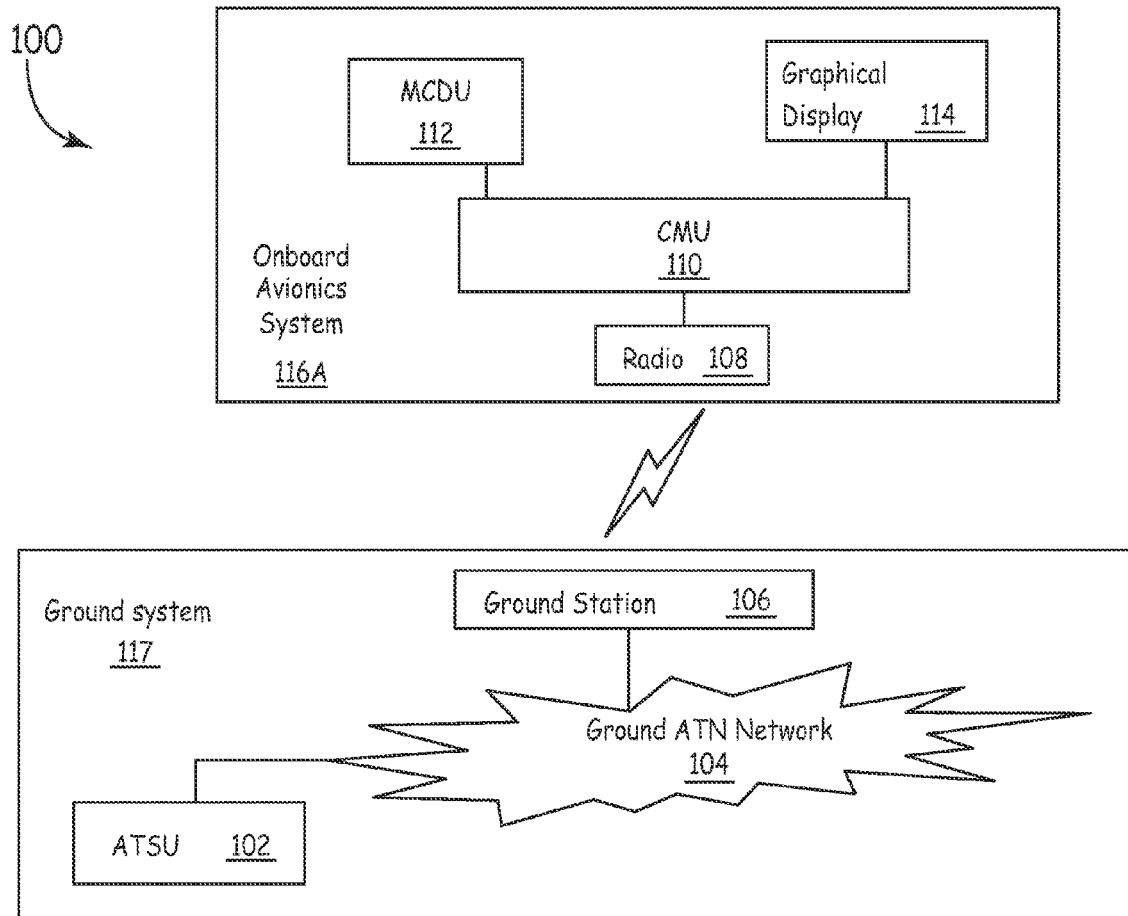 100
MCDU
112
Graphical
Display 114
CMU
110
Onboard
Avionics
System
116A
Radio 108
Ground system
117
Ground Station 106
Ground ATN Network
104
ATSU 102